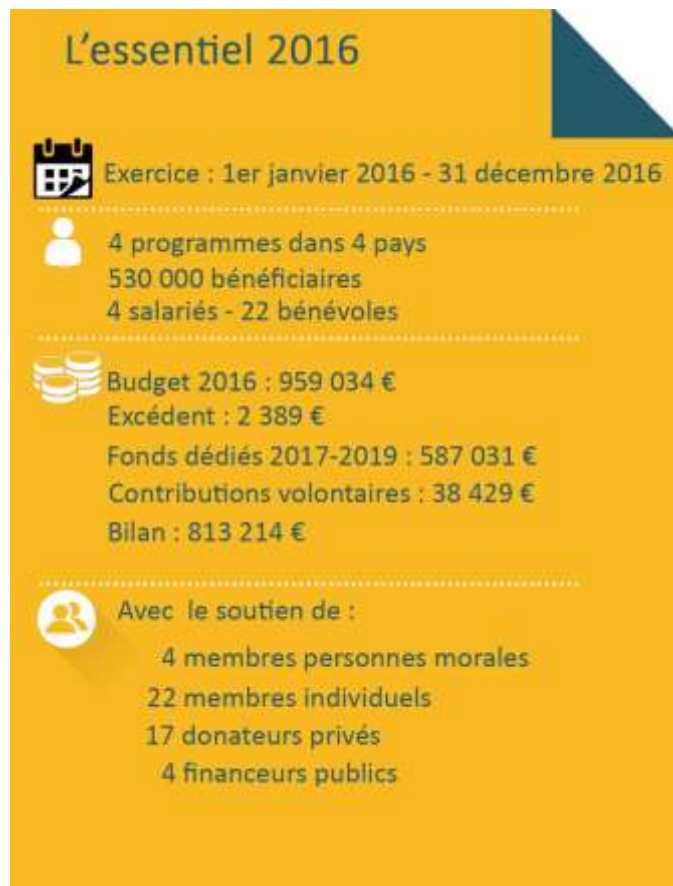 L'essentiel 2016
Exercice : 1er janvier 2016 - 31 décembre 2016
4 programmes dans 4 pays
530 000 bénéficiaires
4 salariés - 22 bénévoles
Budget 2016 : 959 034 €
Excédent : 2 389 €
Fonds dédiés 2017-2019 : 587 031 €
Contributions volontaires : 38 429 €
Bilan : 813 214 €
Avec le soutien de :
4 membres personnes morales
22 membres individuels
17 donateurs privés
4 financeurs publics